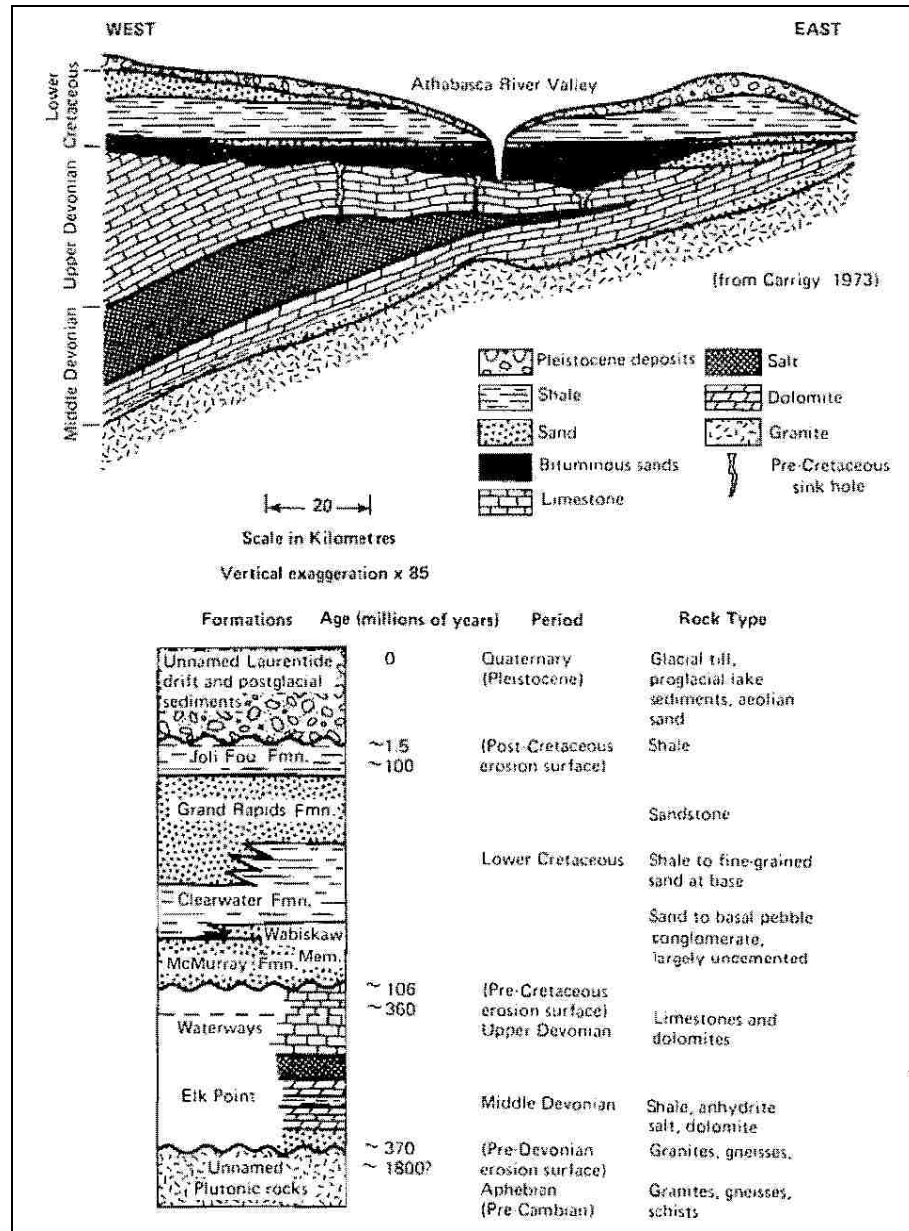 WEST
EAST
Athabasca River Valley
Lower
Cretaceous
Upper Devonian
Middle Devonian
(from Carrigy 1973)
Pleistocene deposits
Salt
Shale
Dolomite
Sand
Granite
Bituminous sands
Pre-Cretaceous
sink hole
Limestone
20
Scale in Kilometres
Vertical exaggeration x 85
Formations Age (millions of years) Period Rock Type
Unnamed Laurentide
drift and postglacial
sediments
0
Quaternary
(Pleistocene)
Glacial till,
proglacial lake
sediments, aeolian
sand
Joli Fou Fmn.
~1.5
~100
(Post-Cretaceous
erosion surface)
Shale
Grand Rapids Fmn.
Sandstone
Lower Cretaceous
Shale to fine-grained
sand at base
Clearwater Fmn.
Wabiskaw
Mem.
McMurray Fmn.
Sand to basal pebble
conglomerate,
largely uncemented
~106
~360
(Pre-Cretaceous
erosion surface)
Upper Devonian
Waterways
Limestones and
dolomites
Elk Point
Middle Devonian
Shale, anhydrite
salt, dolomite
~370
~1800?
(Pre-Devonian
erosion surface)
Granites, gneisses,
Unnamed
Plutonic rocks
Aphebian
(Pre-Cambian)
Granites, gneisses,
schists